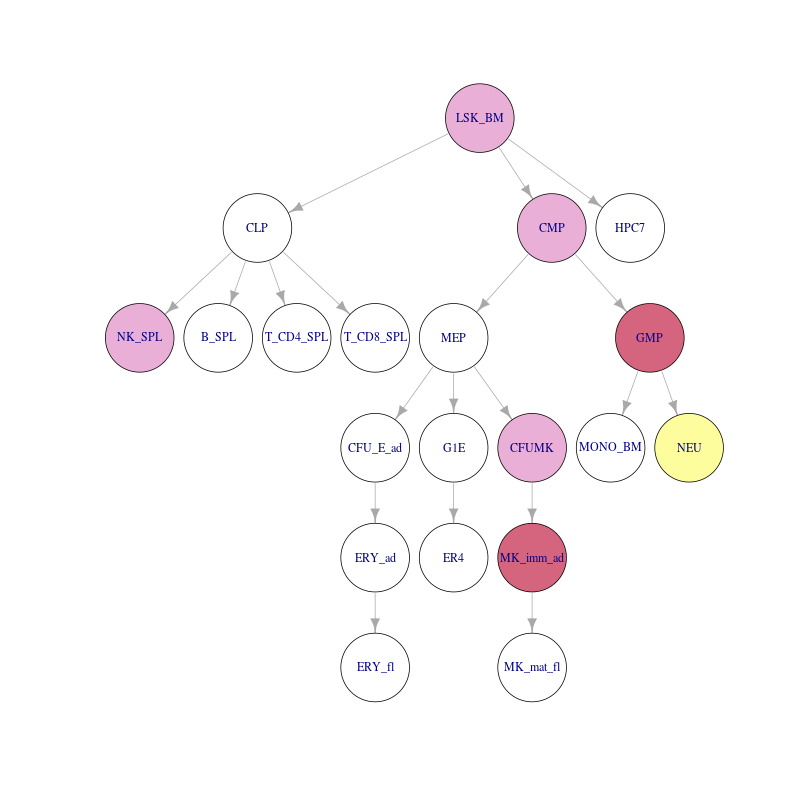 LSK_BM
CLP
CMP
HPC7
NK_SPL
B_SPL
T_CD4_SPL
T_CD8_SPL
MEP
GMP
CFU_E_ad
G1E
CFUMK
MONO_BM
NEU
ERY_ad
ER4
MK_imm_ad
ERY_fl
MK_mat_fl